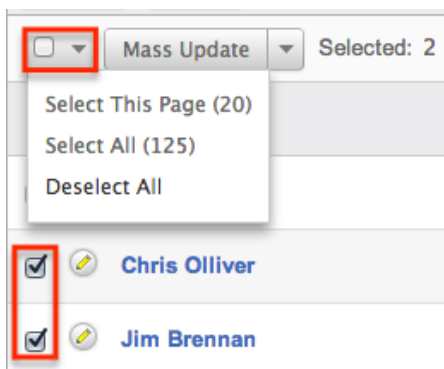 Mass Update Selected: 2
Select This Page (20)
Select All (125)
Deselect All
Chris Olliver
Jim Brennan